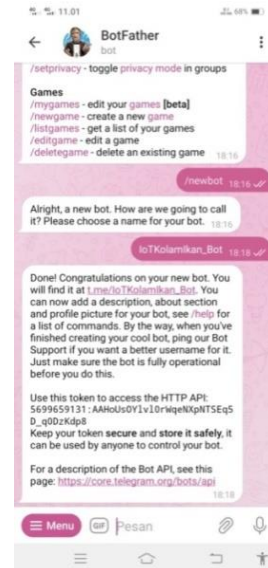 11.01
68%
BotFather
bot
/setprivacy - toggle privacy mode in groups
Games
/mygames - edit your games [beta]
/newgame - create a new game
/listgames - get a list of your games
/editgame - edit a game
/deletegame - delete an existing game 18:16
/newbot 18:16
Alright, a new bot. How are we going to call
it? Please choose a name for your bot. 18:16
IoTKolamIkan_Bot 18:18
Done! Congratulations on your new bot. You
will find it at t.me/IoTKolamIkan_Bot. You
can now add a description, about section
and profile picture for your bot, see /help for
a list of commands. By the way, when you've
finished creating your cool bot, ping our Bot
Support if you want a better username for it.
Just make sure the bot is fully operational
before you do this.
Use this token to access the HTTP API:
5699659131:AAHoUsOYlvl0rWqeNXpNTSEq5
D_qODzKdp8
Keep your token secure and store it safely, it
can be used by anyone to control your bot.
For a description of the Bot API, see this
page: https://core.telegram.org/bots/api
18:18
Menu GIF Pesan